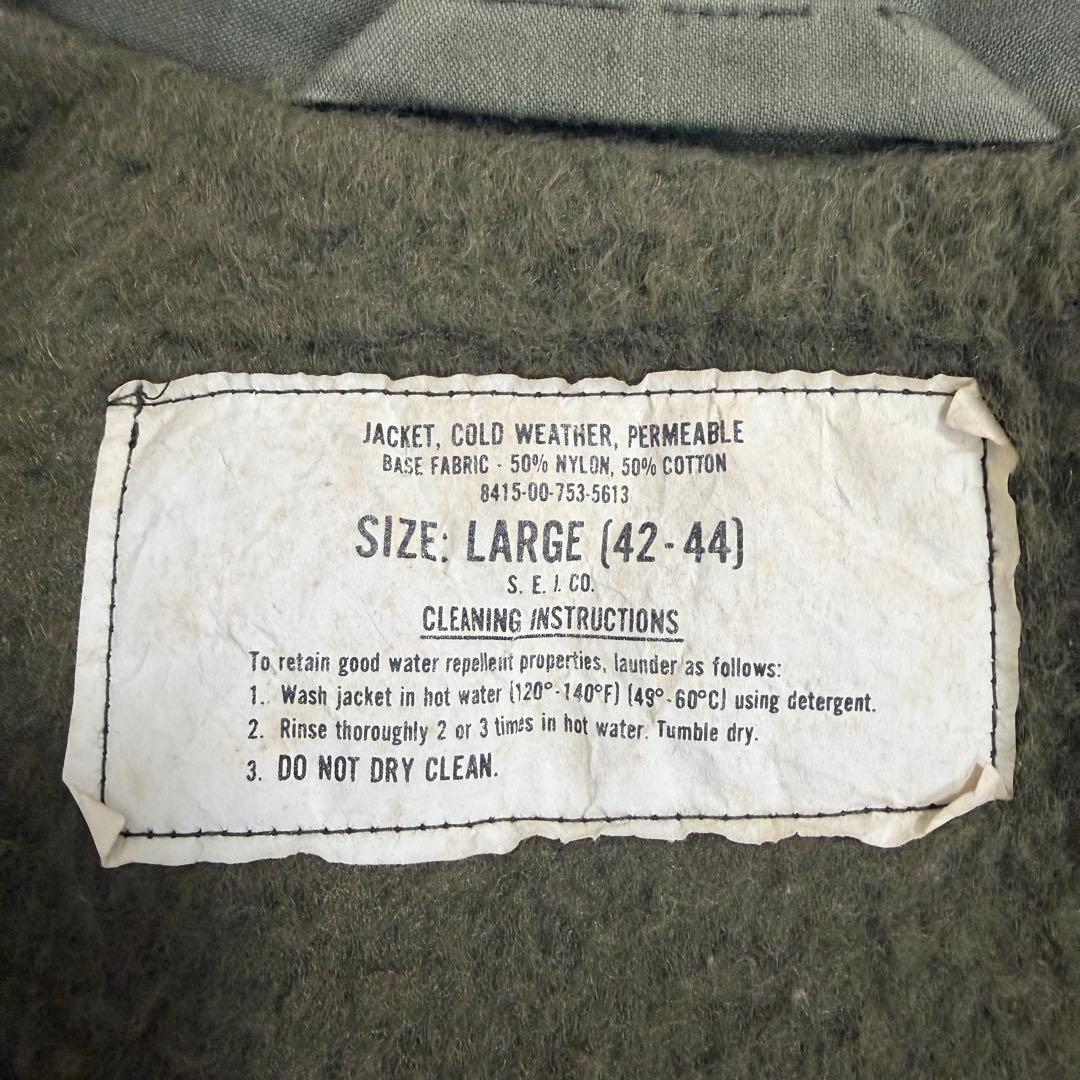 JACKET, COLD WEATHER, PERMEABLE
BASE FABRIC - 50% NYLON, 50% COTTON
8415-00-753-5613
SIZE: LARGE (42-44)
S. E. I. CO.
CLEANING INSTRUCTIONS
To retain good water repellent properties, launder as follows:
1. Wash jacket in hot water (120°-140°F) (49°-60°C) using detergent.
2. Rinse thoroughly 2 or 3 times in hot water. Tumble dry.
3. DO NOT DRY CLEAN.